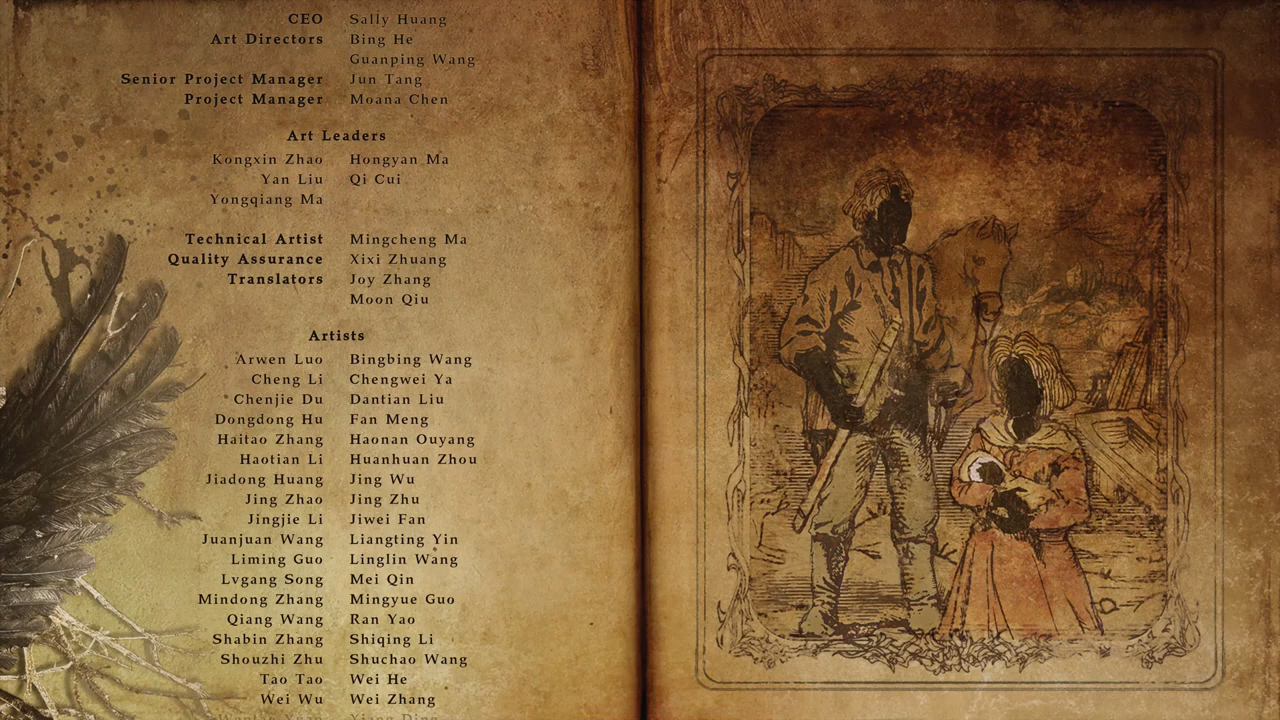 CEO Sally Huang
Art Directors Bing He
Guanping Wang
Senior Project Manager Jun Tang
Project Manager Moana Chen
Art Leaders
Kongxin Zhao Hongyan Ma
Yan Liu Qi Cui
Yongqiang Ma
Technical Artist Mingcheng Ma
Quality Assurance Xixi Zhuang
Translators Joy Zhang
Moon Qiu
Artists
Arwen Luo Bingbing Wang
Cheng Li Chengwei Ya
Chenjie Du Dantian Liu
Dongdong Hu Fan Meng
Haitao Zhang Haonan Ouyang
Haotian Li Huanhuan Zhou
Jiadong Huang Jing Wu
Jing Zhao Jing Zhu
Jingjie Li Jiwei Fan
Juanjuan Wang Liangting Yin
Liming Guo Linglin Wang
Lvgang Song Mei Qin
Mindong Zhang Mingyue Guo
Qiang Wang Ran Yao
Shabin Zhang Shiqing Li
Shouzhi Zhu Shuchao Wang
Tao Tao Wei He
Wei Wu Wei Zhang